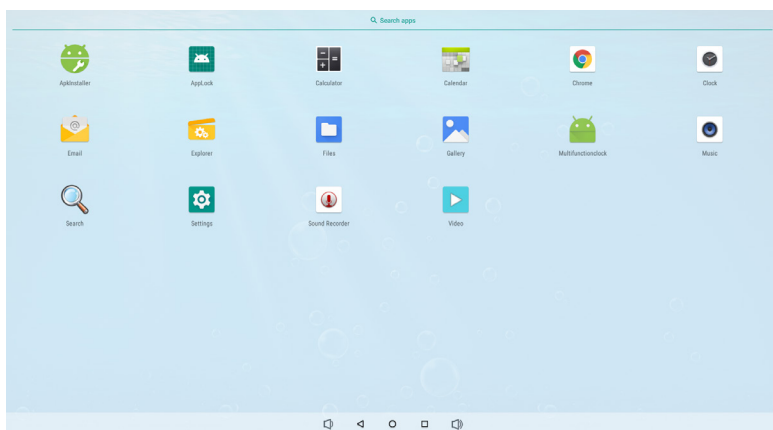 Search apps
ApkInstaller
AppLock
Calculator
Calendar
Chrome
Clock
Email
Explorer
Files
Gallery
Multifunctionclock
Music
Search
Settings
Sound Recorder
Video